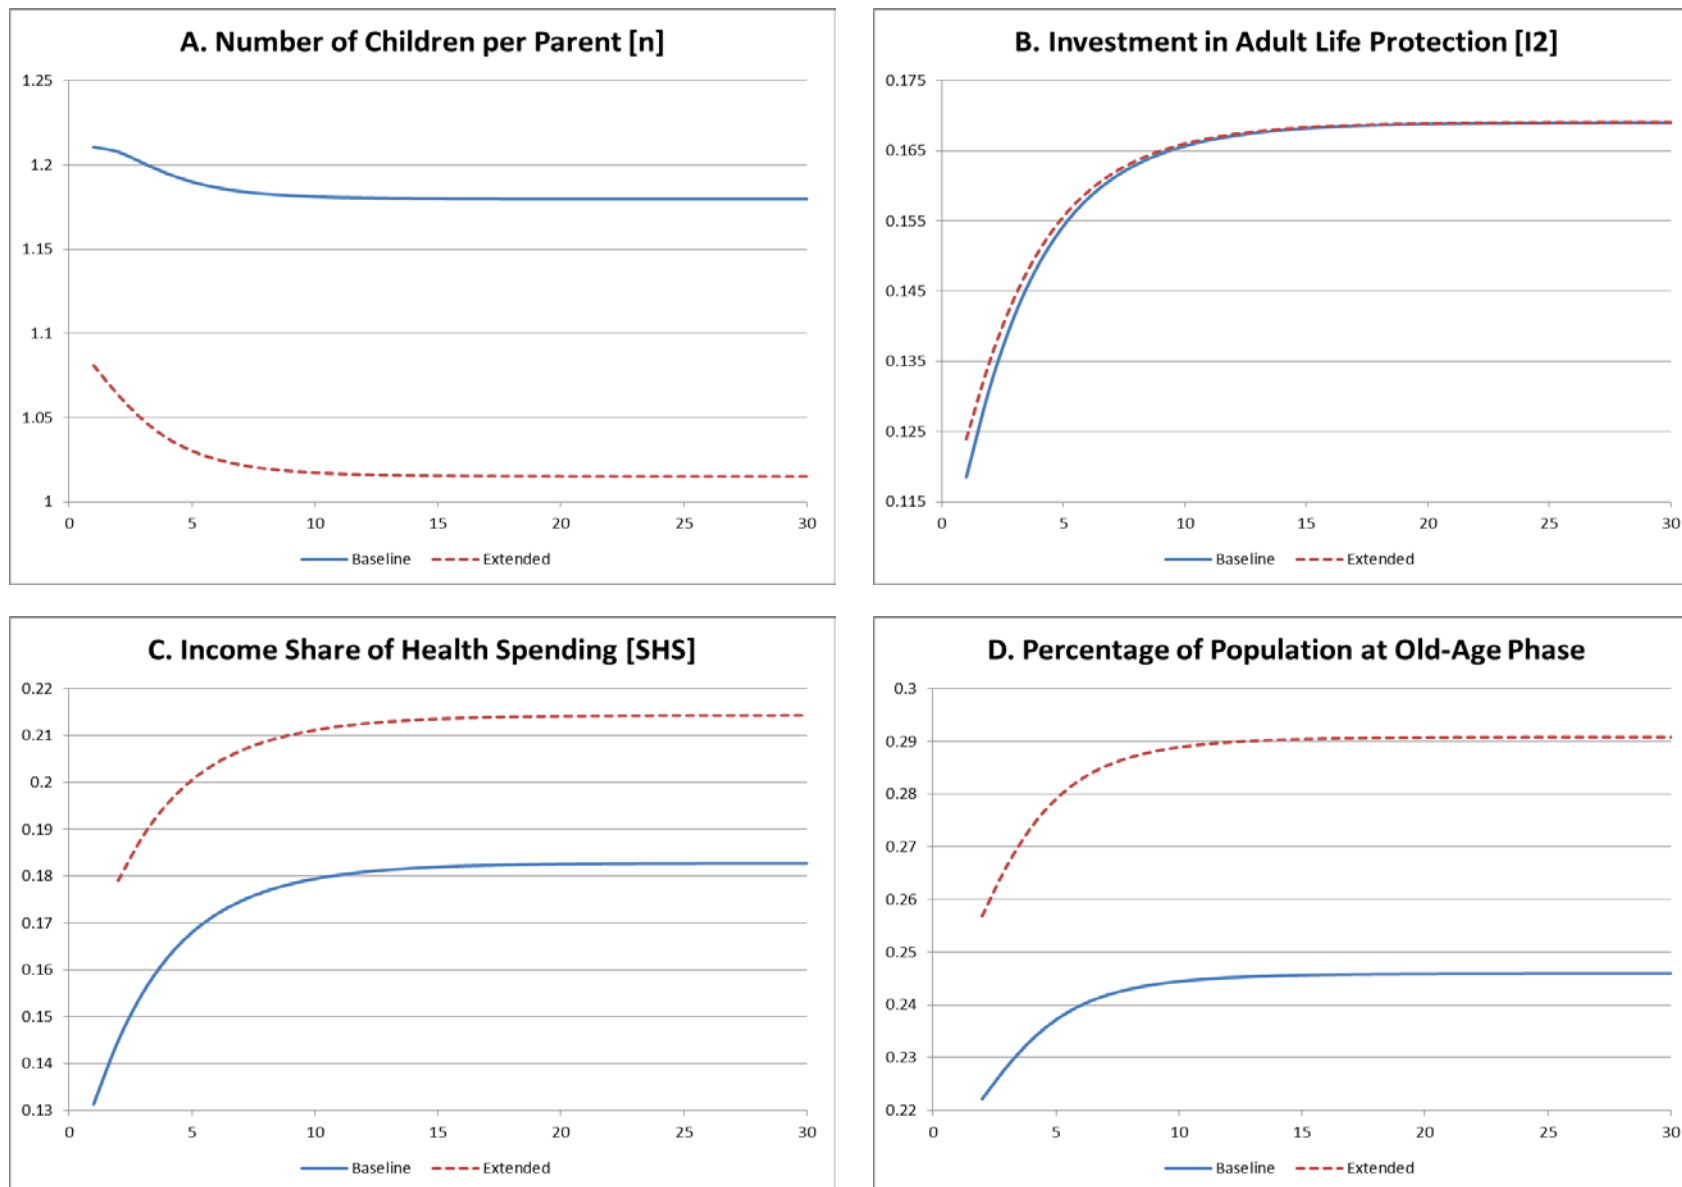 A. Number of Children per Parent [n]
1.25
1.2
1.15
1.1
1.05
1
0 5 10 15 20 25 30
Baseline Extended
B. Investment in Adult Life Protection [I2]
0.175
0.165
0.155
0.145
0.135
0.125
0.115
0 5 10 15 20 25 30
Baseline Extended
C. Income Share of Health Spending [SHS]
0.22
0.21
0.2
0.19
0.18
0.17
0.16
0.15
0.14
0.13
0 5 10 15 20 25 30
Baseline Extended
D. Percentage of Population at Old-Age Phase
0.3
0.29
0.28
0.27
0.26
0.25
0.24
0.23
0.22
0 5 10 15 20 25 30
Baseline Extended